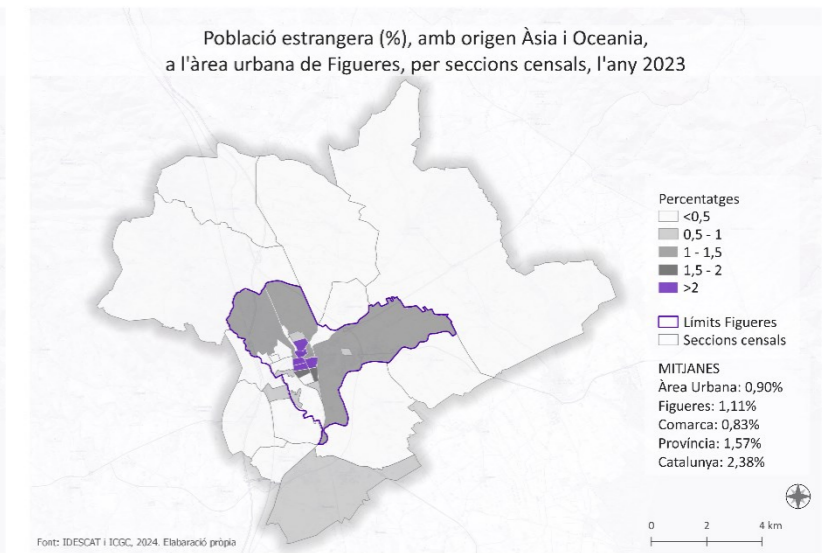 Població estrangera (%), amb origen Àsia i Oceania,
a l'àrea urbana de Figueres, per seccions censals, l'any 2023
Percentatges
<0,5
0,5 - 1
1 - 1,5
1,5 - 2
>2
Límits Figueres
Seccions censals
MITJANES
Àrea Urbana: 0,90%
Figueres: 1,11%
Comarca: 0,83%
Província: 1,57%
Catalunya: 2,38%
0 2 4 km
Font: IDESCAT i ICGC, 2024. Elabaració pròpia